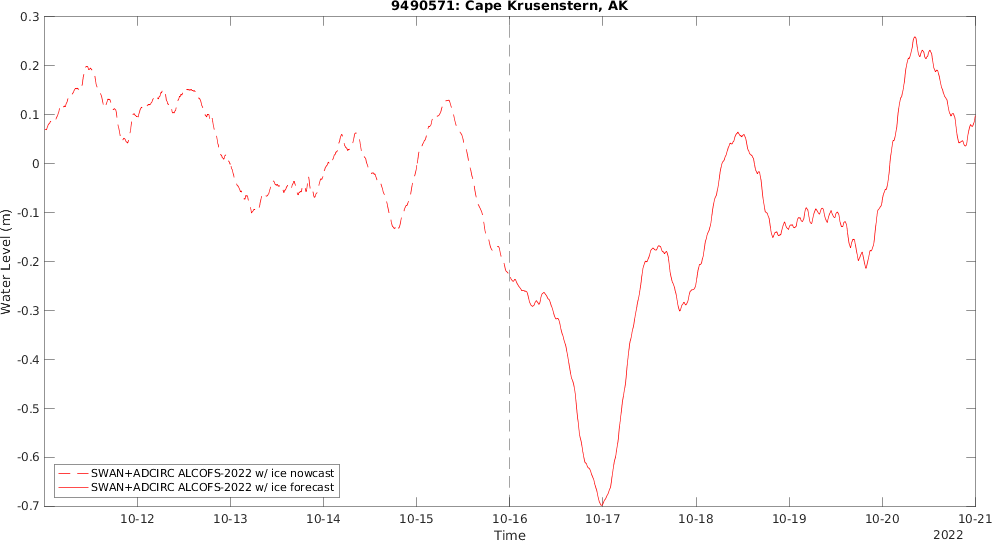 9490571: Cape Krusenstern, AK
0.3
0.2
0.1
0
-0.1
-0.2
-0.3
-0.4
-0.5
-0.6
-0.7
Water Level (m)
SWAN+ADCIRC ALCOFS-2022 w/ ice nowcast
SWAN+ADCIRC ALCOFS-2022 w/ ice forecast
10-12 10-13 10-14 10-15 10-16 10-17 10-18 10-19 10-20 10-21
Time
2022